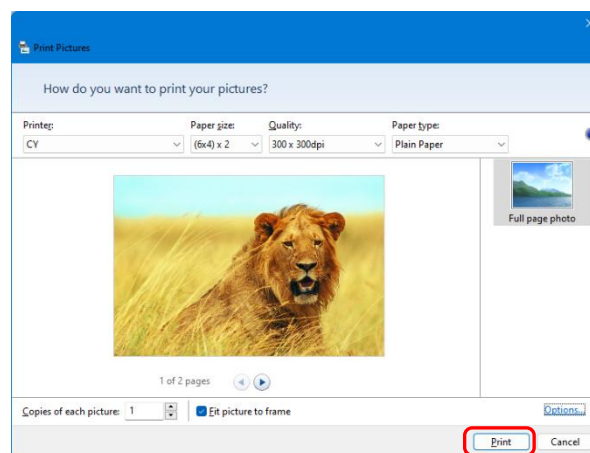 Print Pictures
How do you want to print your pictures?
Printer: Paper size: Quality: Paper type:
CY (6x4) x 2 300 x 300dpi Plain Paper
Full page photo
1 of 2 pages
Copies of each picture: 1 Fit picture to frame Options...
Print Cancel